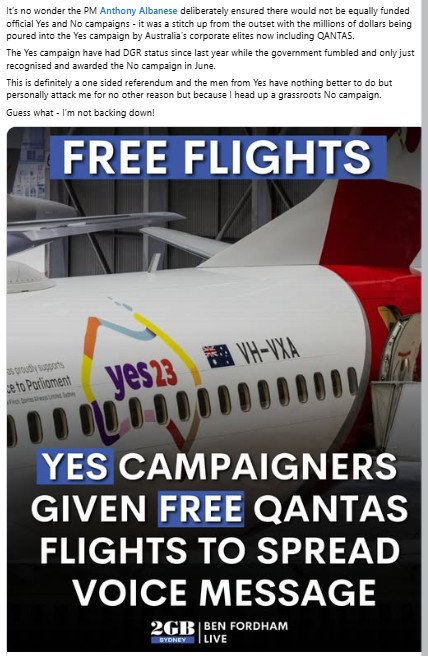 It's no wonder the PM Anthony Albanese deliberately ensured there would not be equally funded
official Yes and No campaigns - it was a stitch up from the outset with the millions of dollars being
poured into the Yes campaign by Australia's corporate elites now including QANTAS.
The Yes campaign have had DGR status since last year while the government fumbled and only just
recognised and awarded the No campaign in June.
This is definitely a one sided referendum and the men from Yes have nothing better to do but
personally attack me for no other reason but because I head up a grassroots No campaign.
Guess what - I'm not backing down!
FREE FLIGHTS
yes23
VH-VXA
us proudly supports
ce to Parliament
YES CAMPAIGNERS
GIVEN FREE QANTAS
FLIGHTS TO SPREAD
VOICE MESSAGE
2GB
SYDNEY
BEN FORDHAM
LIVE